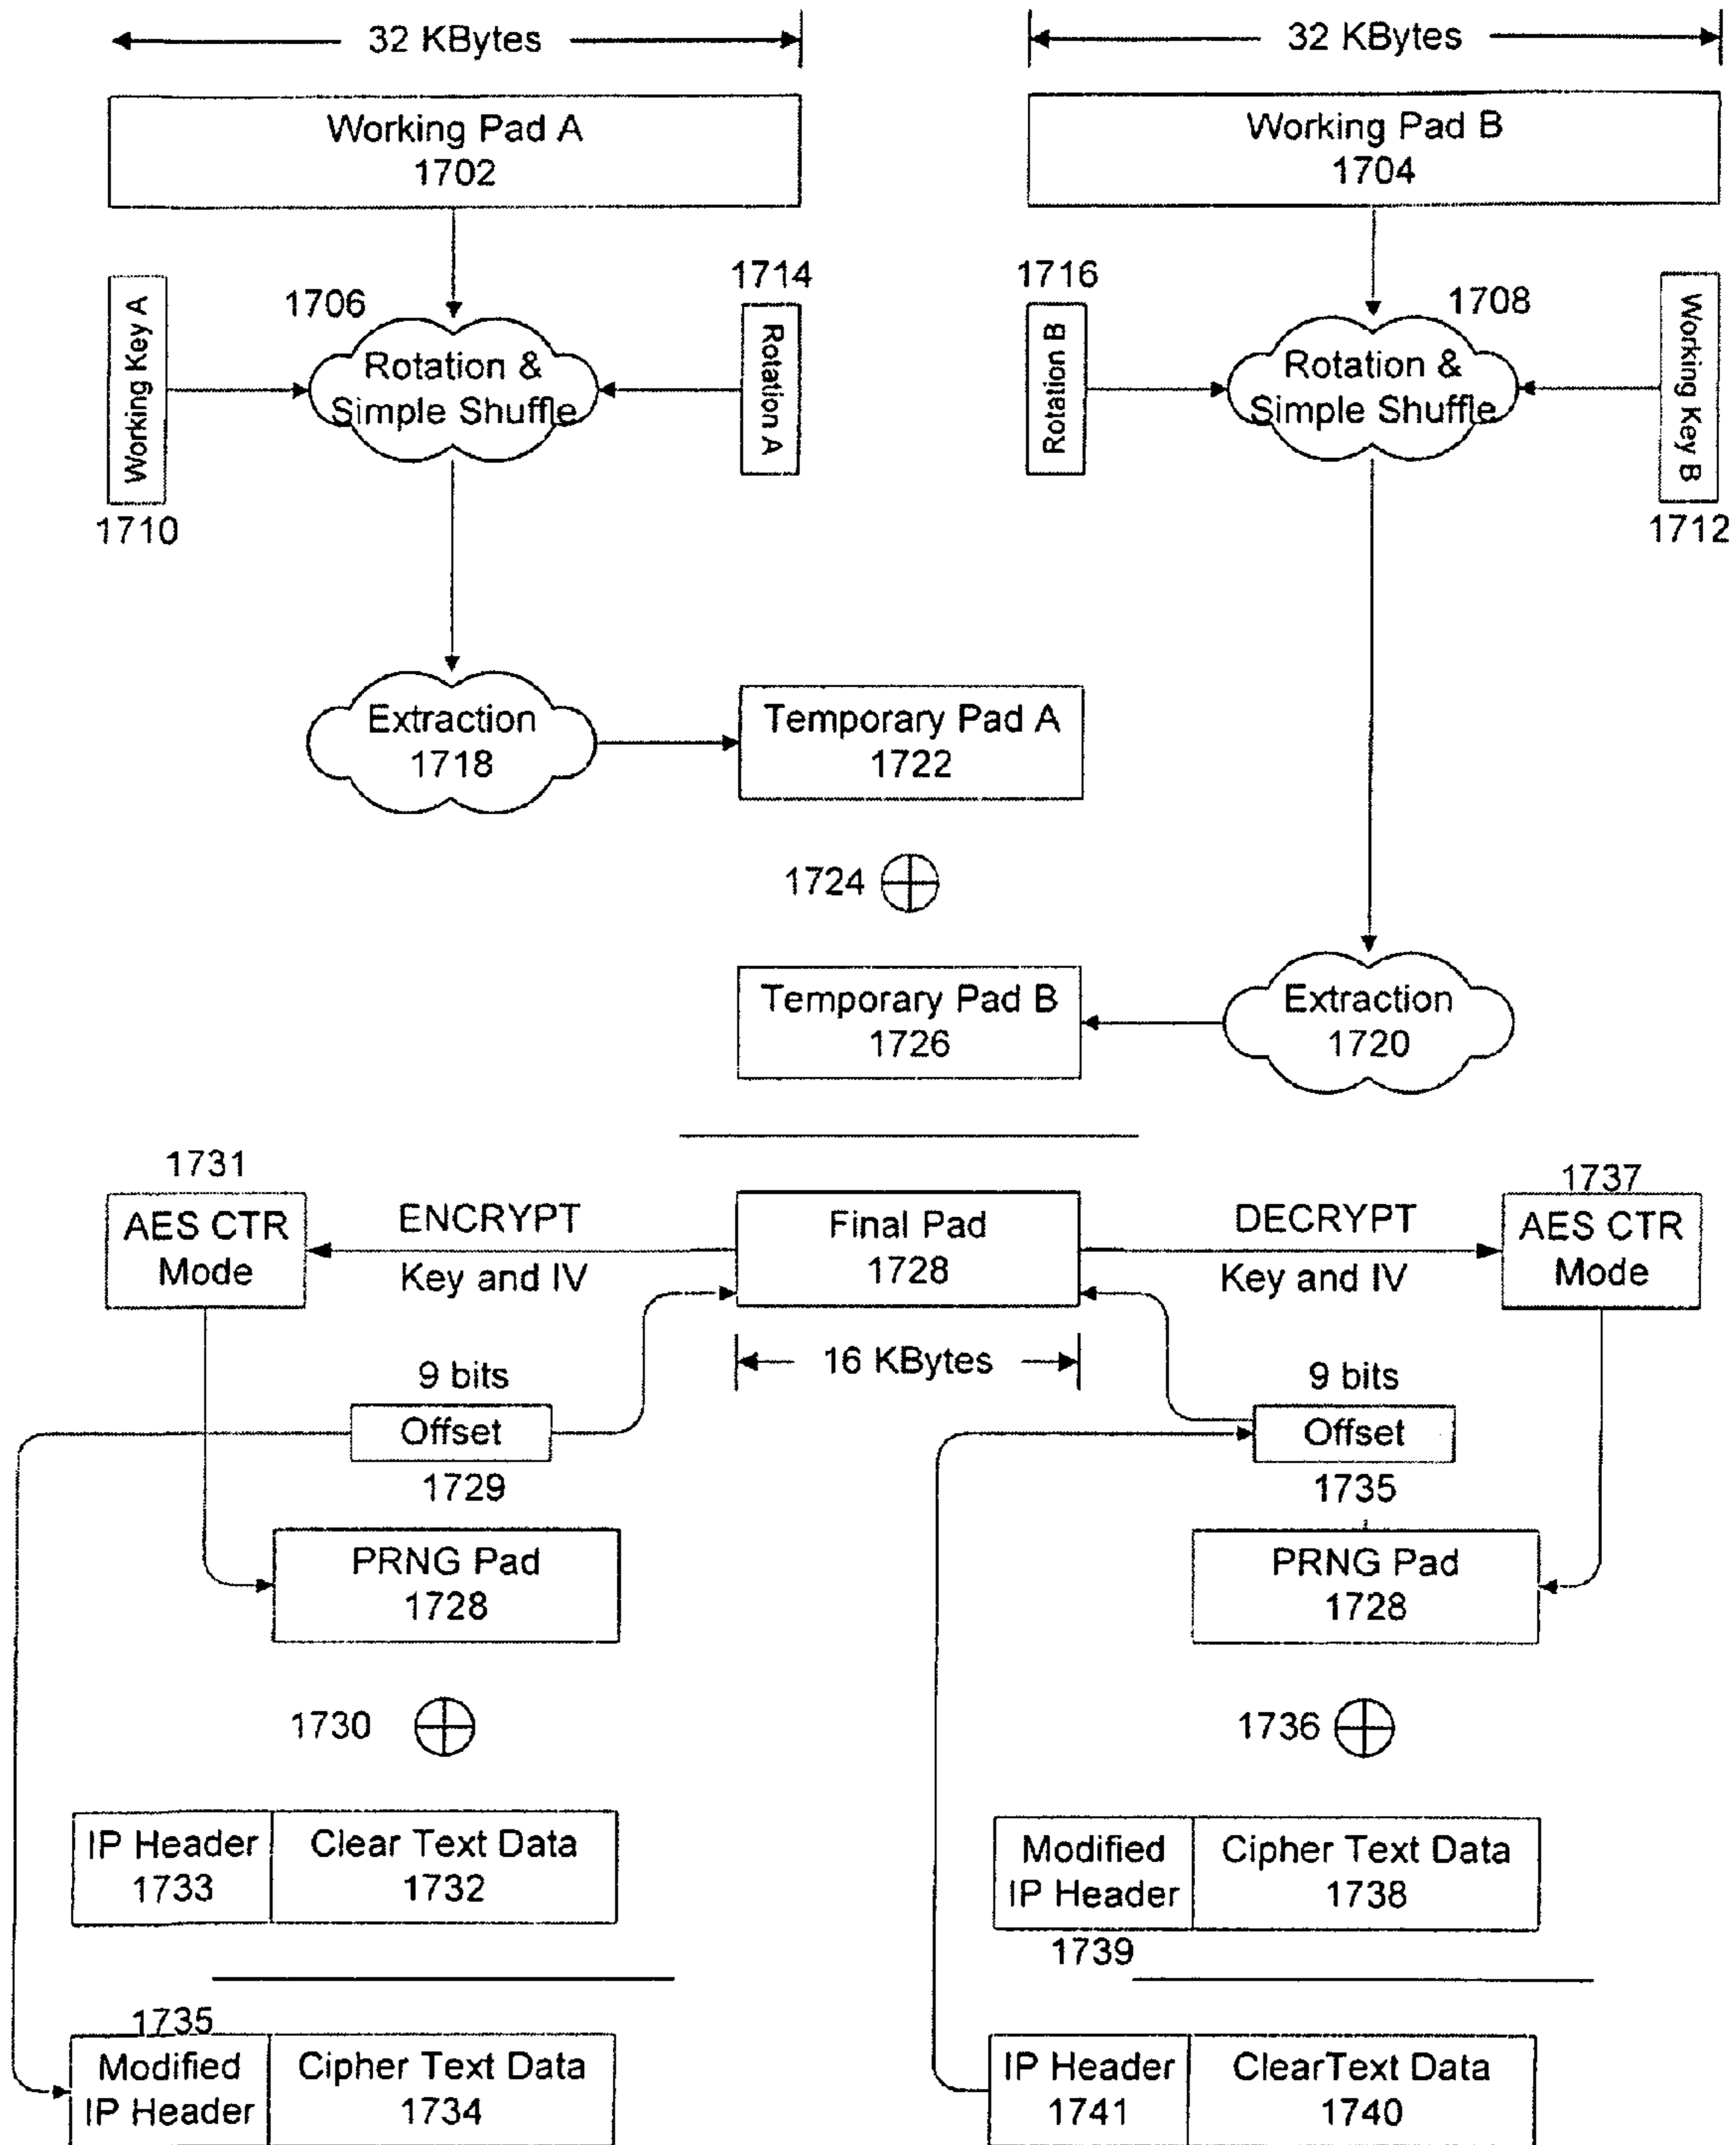 32 KBytes
32 KBytes
Working Pad A
1702
Working Pad B
1704
Working Key A
1710
1706
Rotation &
Simple Shuffle
1714
Rotation A
1716
Rotation B
1708
Rotation &
Simple Shuffle
Working Key B
1712
Extraction
1718
Temporary Pad A
1722
1724
Temporary Pad B
1726
Extraction
1720
1731
AES CTR
Mode
ENCRYPT
Key and IV
Final Pad
1728
DECRYPT
Key and IV
1737
AES CTR
Mode
16 KBytes
9 bits
Offset
1729
9 bits
Offset
1735
PRNG Pad
1728
PRNG Pad
1728
1730
1736
IP Header
1733
Clear Text Data
1732
Modified
IP Header
1739
Cipher Text Data
1738
1735
Modified
IP Header
Cipher Text Data
1734
IP Header
1741
ClearText Data
1740